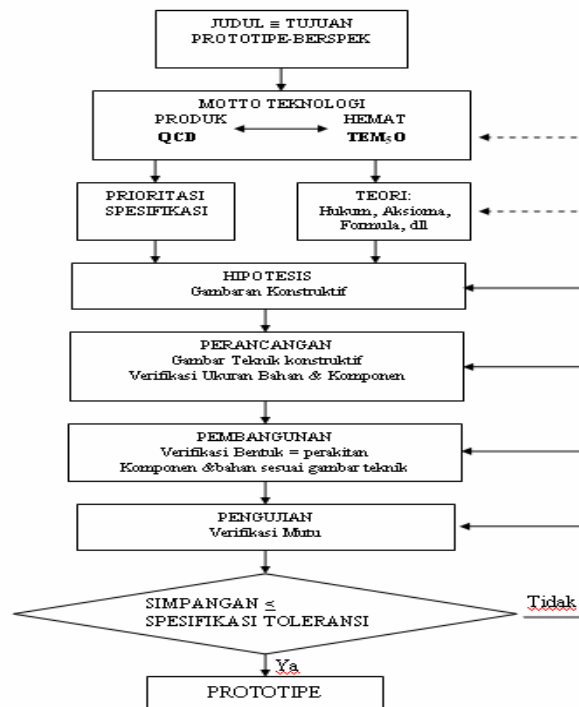 JUDUL ≡ TUJUAN
PROTOTIPE-BERSPEK
MOTTO TEKNOLOGI
PRODUK HEMAT
QCD TEM₅O
PRIORITASI
SPESIFIKASI
TEORI:
Hukum, Aksioma,
Formula, dll
HIPOTESIS
Gambaran Konstruktif
PERANCANGAN
Gambar Teknik konstruktif
Verifikasi Ukuran Bahan & Komponen
PEMBANGUNAN
Verifikasi Bentuk = perakitan
Komponen &bahan sesuai gambar teknik
PENGUJIAN
Verifikasi Mutu
SIMPANGAN ≤
SPESIFIKASI TOLERANSI
Tidak
Ya
PROTOTIPE